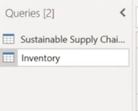 Queries [2]
Sustainable Supply Chai...
Inventory